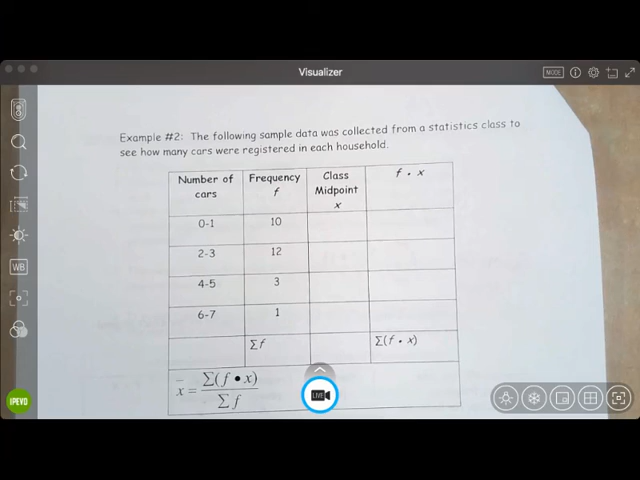 Visualizer
MODE
Example #2: The following sample data was collected from a statistics class to
see how many cars were registered in each household.
Number of cars Frequency f Class Midpoint x f • x
0-1 10
2-3 12
4-5 3
6-7 1
Σf Σ(f • x)
x̄ = Σ(f • x) / Σ f
WB
LIVE
IPEVO